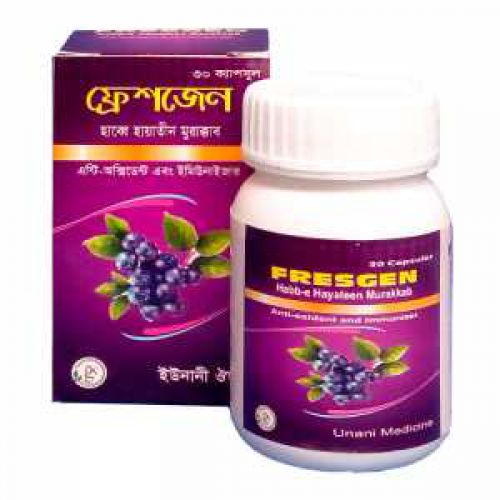 ৩০ ক্যাপসুল
ফ্রেশজেন
হাব্বে হায়াতীন মুরাক্কাব
এন্টি-অক্সিডেন্ট এবং ইমিউনাইজার
ইউনানী ঔ
30 Capsules
FRESGEN
Habb-e Hayateen Murakkab
Anti-oxident and Immunizer
Unani Medicine